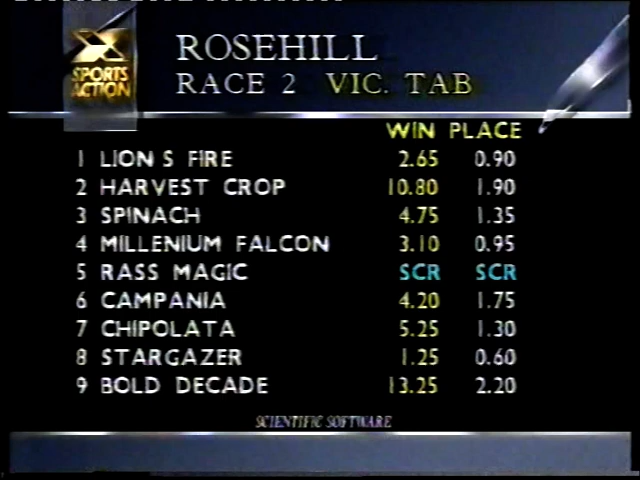 X
SPORTS
ACTION
ROSEHILL
RACE 2 VIC. TAB
WIN PLACE
1 LION S FIRE 2.65 0.90
2 HARVEST CROP 10.80 1.90
3 SPINACH 4.75 1.35
4 MILLENIUM FALCON 3.10 0.95
5 RASS MAGIC SCR SCR
6 CAMPANIA 4.20 1.75
7 CHIPOLATA 5.25 1.30
8 STARGAZER 1.25 0.60
9 BOLD DECADE 13.25 2.20
SCIENTIFIC SOFTWARE